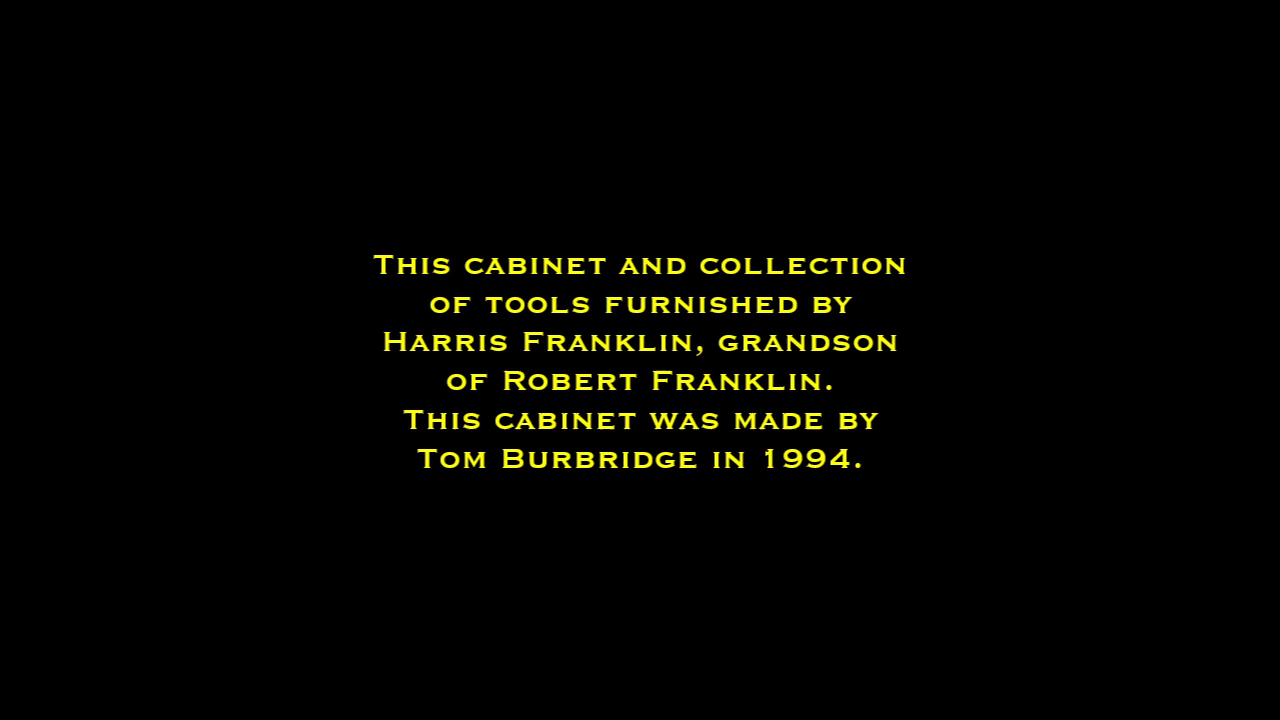 This cabinet and collection
of tools furnished by
Harris Franklin, grandson
of Robert Franklin.
This cabinet was made by
Tom Burbridge in 1994.